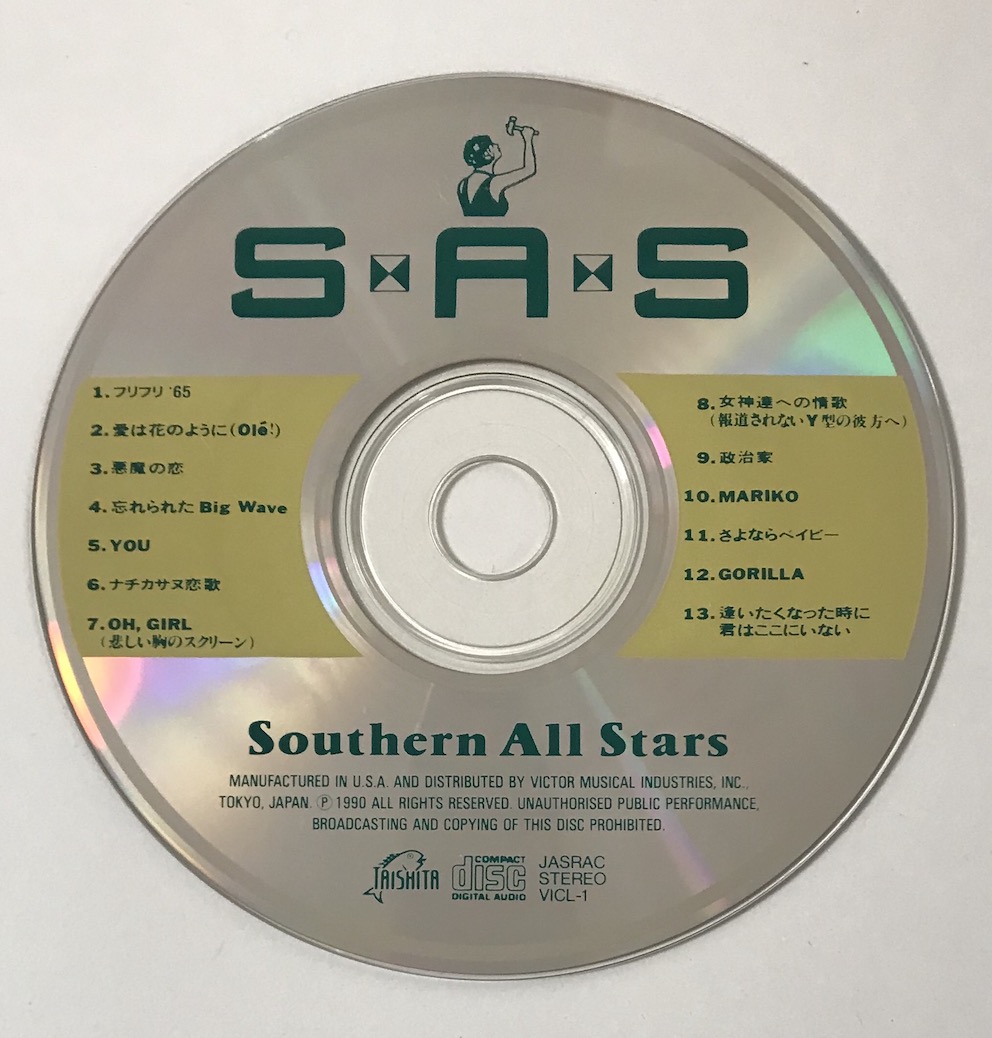 S・A・S
1. フリフリ '65
2. 愛は花のように(Olé!)
3. 悪魔の恋
4. 忘れられた Big Wave
5. YOU
6. ナチカサヌ恋歌
7. OH, GIRL
(悲しい胸のスクリーン)
8. 女神達への情歌
(報道されないY型の彼方へ)
9. 政治家
10. MARIKO
11. さよならベイビー
12. GORILLA
13. 逢いたくなった時に
君はここにいない
Southern All Stars
MANUFACTURED IN U.S.A. AND DISTRIBUTED BY VICTOR MUSICAL INDUSTRIES, INC.,
TOKYO, JAPAN. Ⓟ 1990 ALL RIGHTS RESERVED. UNAUTHORISED PUBLIC PERFORMANCE,
BROADCASTING AND COPYING OF THIS DISC PROHIBITED.
TAISHITA
COMPACT
disc
DIGITAL AUDIO
JASRAC
STEREO
VICL-1